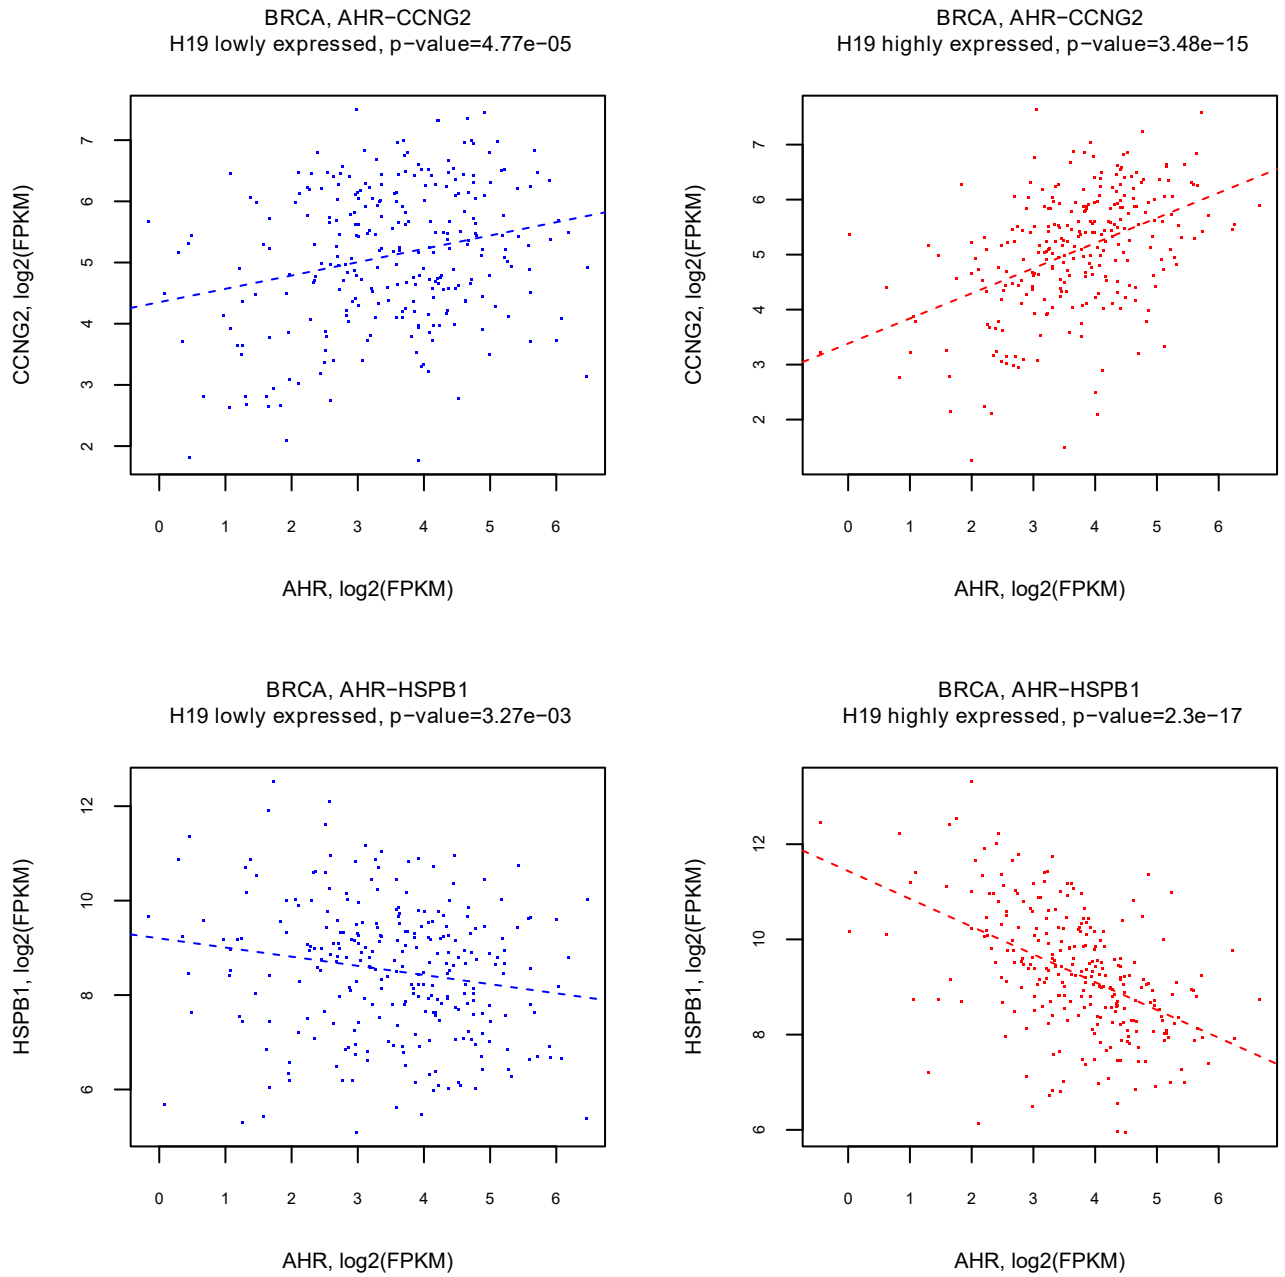 BRCA, AHR−CCNG2
H19 lowly expressed, p−value=4.77e−05
CCNG2, log2(FPKM)
7
6
5
4
3
2
0 1 2 3 4 5 6
AHR, log2(FPKM)
BRCA, AHR−CCNG2
H19 highly expressed, p−value=3.48e−15
CCNG2, log2(FPKM)
7
6
5
4
3
2
0 1 2 3 4 5 6
AHR, log2(FPKM)
BRCA, AHR−HSPB1
H19 lowly expressed, p−value=3.27e−03
HSPB1, log2(FPKM)
12
10
8
6
0 1 2 3 4 5 6
AHR, log2(FPKM)
BRCA, AHR−HSPB1
H19 highly expressed, p−value=2.3e−17
HSPB1, log2(FPKM)
12
10
8
6
0 1 2 3 4 5 6
AHR, log2(FPKM)